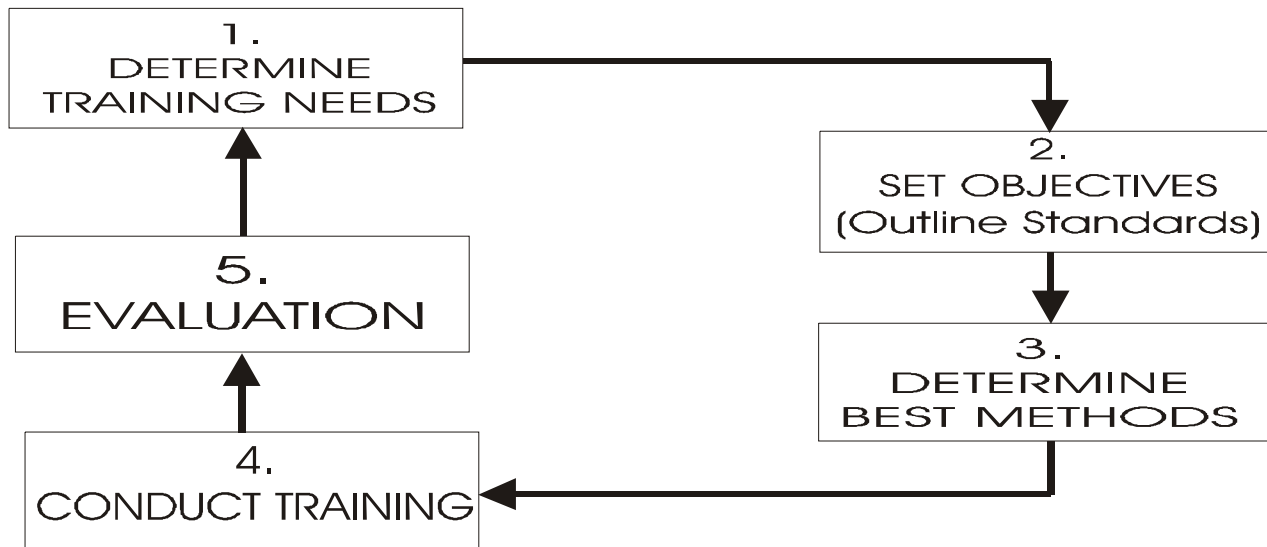 1.
DETERMINE
TRAINING NEEDS
2.
SET OBJECTIVES
(Outline Standards)
3.
DETERMINE
BEST METHODS
4.
CONDUCT TRAINING
5.
EVALUATION